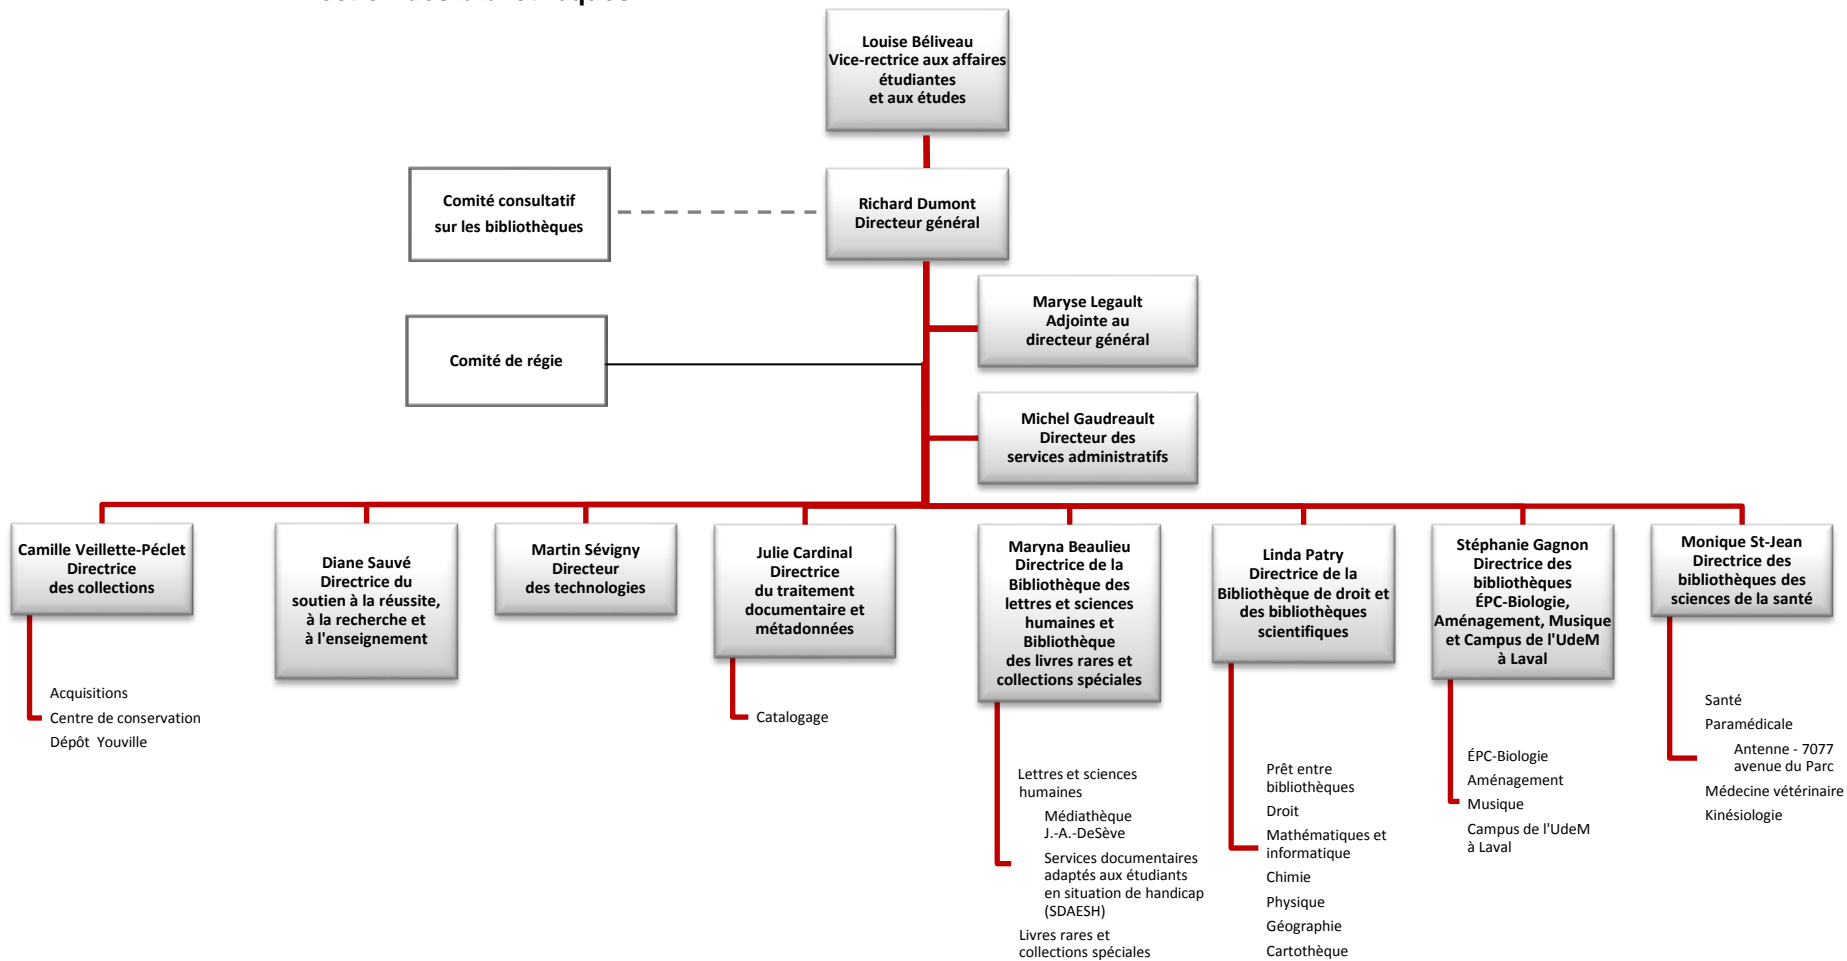 Louise Béliveau
Vice-rectrice aux affaires
étudiantes
et aux études
Comité consultatif
sur les bibliothèques
Richard Dumont
Directeur général
Maryse Legault
Adjointe au
directeur général
Comité de régie
Michel Gaudreault
Directeur des
services administratifs
Camille Veillette-Péclet
Directrice
des collections
Acquisitions
Centre de conservation
Dépôt Youville
Diane Sauvé
Directrice du
soutien à la réussite,
à la recherche et
à l'enseignement
Martin Sévigny
Directeur
des technologies
Julie Cardinal
Directrice
du traitement
documentaire et
métadonnées
Catalogage
Maryna Beaulieu
Directrice de la
Bibliothèque des
lettres et sciences
humaines et
Bibliothèque
des livres rares et
collections spéciales
Lettres et sciences
humaines
Médiathèque
J.-A.-DeSève
Services documentaires
adaptés aux étudiants
en situation de handicap
(SDAESH)
Livres rares et
collections spéciales
Linda Patry
Directrice de la
Bibliothèque de droit et
des bibliothèques
scientifiques
Prêt entre
bibliothèques
Droit
Mathématiques et
informatique
Chimie
Physique
Géographie
Cartothèque
Stéphanie Gagnon
Directrice des
bibliothèques
ÉPC-Biologie,
Aménagement, Musique
et Campus de l'UdeM
à Laval
ÉPC-Biologie
Aménagement
Musique
Campus de l'UdeM
à Laval
Monique St-Jean
Directrice des
bibliothèques des
sciences de la santé
Santé
Paramédicale
Antenne - 7077
avenue du Parc
Médecine vétérinaire
Kinésiologie